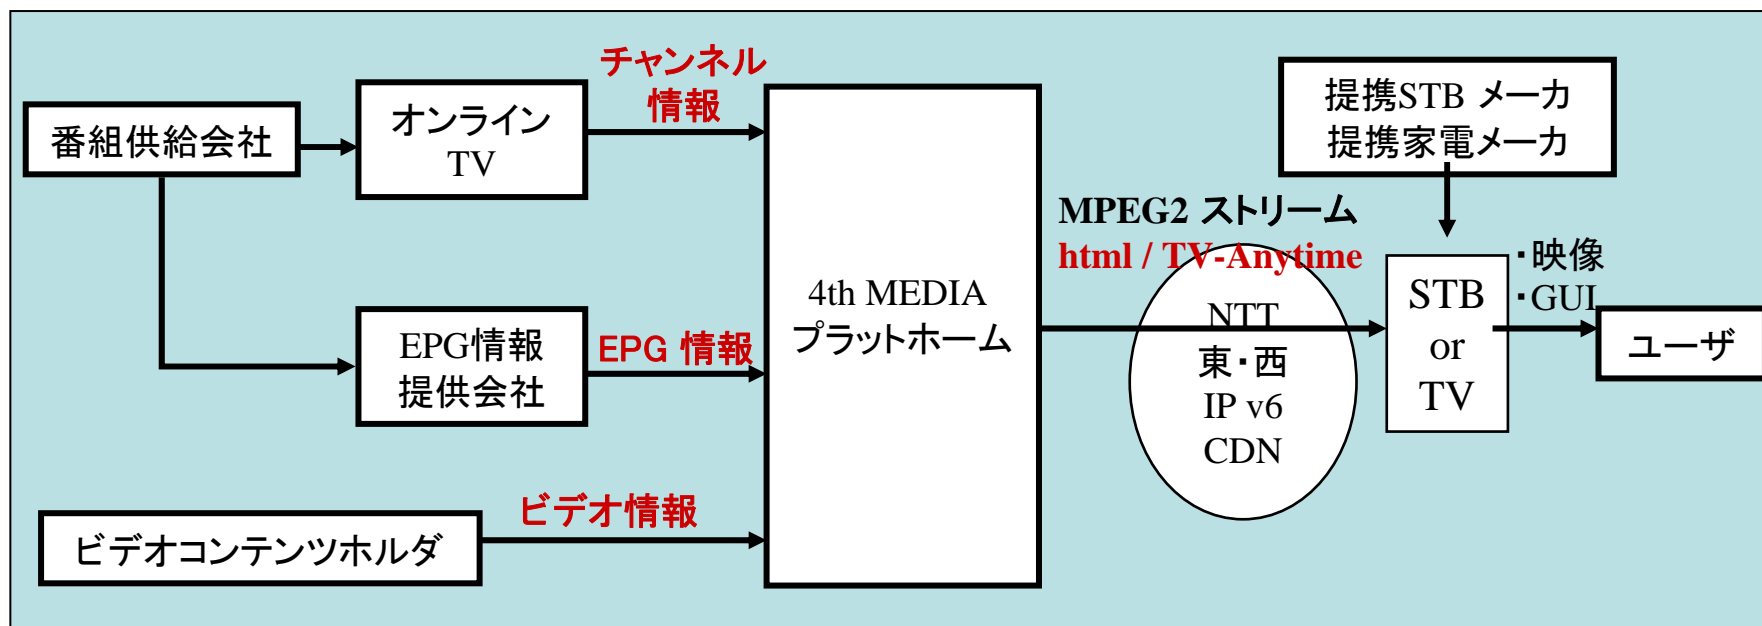 番組供給会社
オンライン
TV
チャンネル
情報
EPG情報
提供会社
EPG 情報
ビデオコンテンツホルダ
ビデオ情報
4th MEDIA
プラットホーム
MPEG2 ストリーム
html / TV-Anytime
NTT
東・西
IP v6
CDN
提携STB メーカ
提携家電メーカ
STB
or
TV
・映像
・GUI
ユーザ